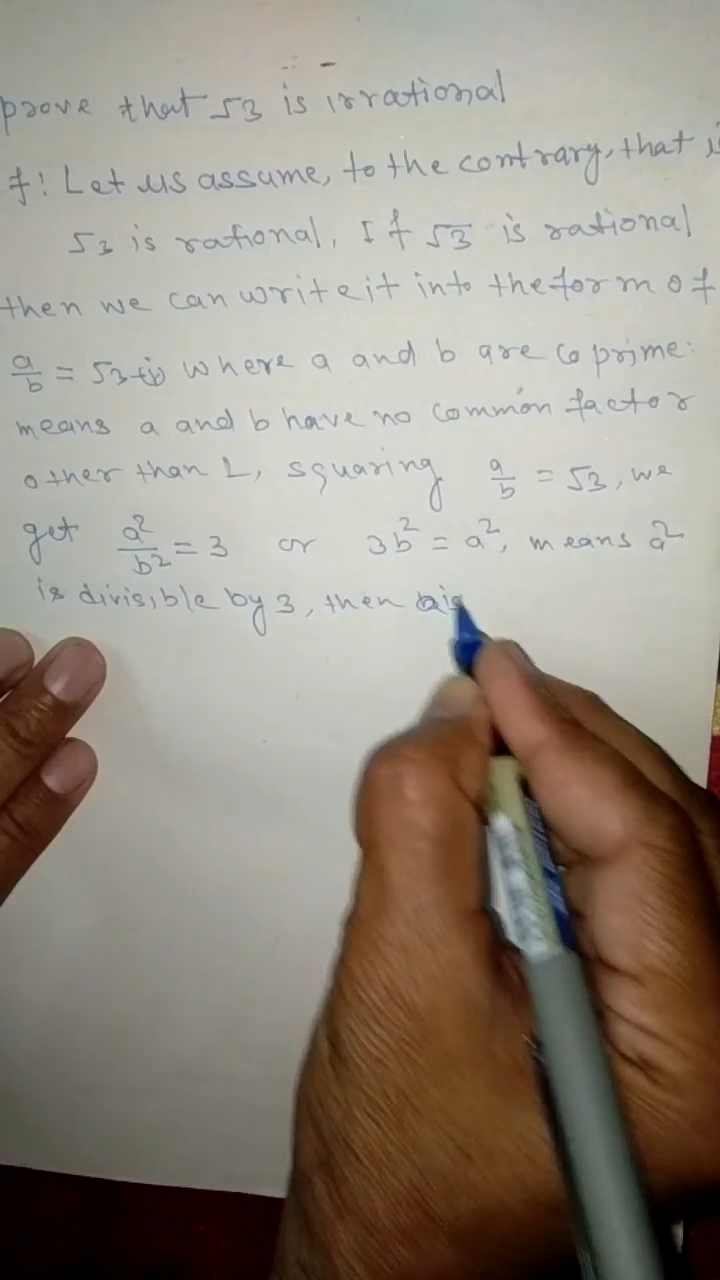 prove that √3 is irrational
f: Let us assume, to the contrary, that is
√3 is rational, If √3 is rational
then we can write it into the form of
a/b = √3 -(i) where a and b are co prime:
means a and b have no common factor
other than 1, squaring a/b = √3, we
get a²/b² = 3 or 3b² = a², means a²
is divisible by 3, then a is